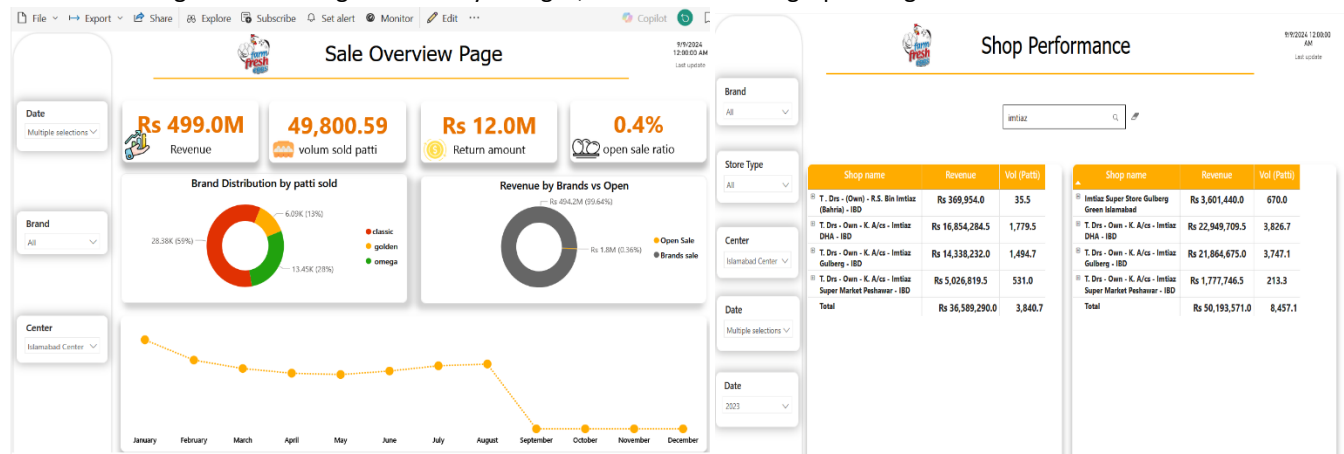 File Export Share Explore Subscribe Set alert Monitor Edit ... Copilot
farm fresh eggs
Sale Overview Page
9/9/2024
12:00:00 AM
Last update
Date
Multiple selections
Brand
All
Center
Islamabad Center
Rs 499.0M
Revenue
49,800.59
volum sold patti
Rs 12.0M
Return amount
0.4%
open sale ratio
Brand Distribution by patti sold
6.09K (13%)
28.38K (59%)
13.45K (28%)
classic
golden
omega
Revenue by Brands vs Open
Rs 494.2M (99.64%)
Rs 1.8M (0.36%)
Open Sale
Brands sale
January February March April May June July August September October November December
farm fresh eggs
Shop Performance
9/9/2024 12:00:00
AM
Last update
Brand
All
Store Type
All
Center
Islamabad Center
Date
Multiple selections
Date
2023
imtiaz
Shop name Revenue Vol (Patti)
T . Drs - (Own) - R.S. Bin Imtiaz
(Bahria) - IBD Rs 369,954.0 35.5
T. Drs - Own - K. A/cs - Imtiaz
DHA - IBD Rs 16,854,284.5 1,779.5
T. Drs - Own - K. A/cs - Imtiaz
Gulberg - IBD Rs 14,338,232.0 1,494.7
T. Drs - Own - K. A/cs - Imtiaz
Super Market Peshawar - IBD Rs 5,026,819.5 531.0
Total Rs 36,589,290.0 3,840.7
Shop name Revenue Vol (Patti)
Imtiaz Super Store Gulberg
Green Islamabad Rs 3,601,440.0 670.0
T. Drs - Own - K. A/cs - Imtiaz
DHA - IBD Rs 22,949,709.5 3,826.7
T. Drs - Own - K. A/cs - Imtiaz
Gulberg - IBD Rs 21,864,675.0 3,747.1
T. Drs - Own - K. A/cs - Imtiaz
Super Market Peshawar - IBD Rs 1,777,746.5 213.3
Total Rs 50,193,571.0 8,457.1